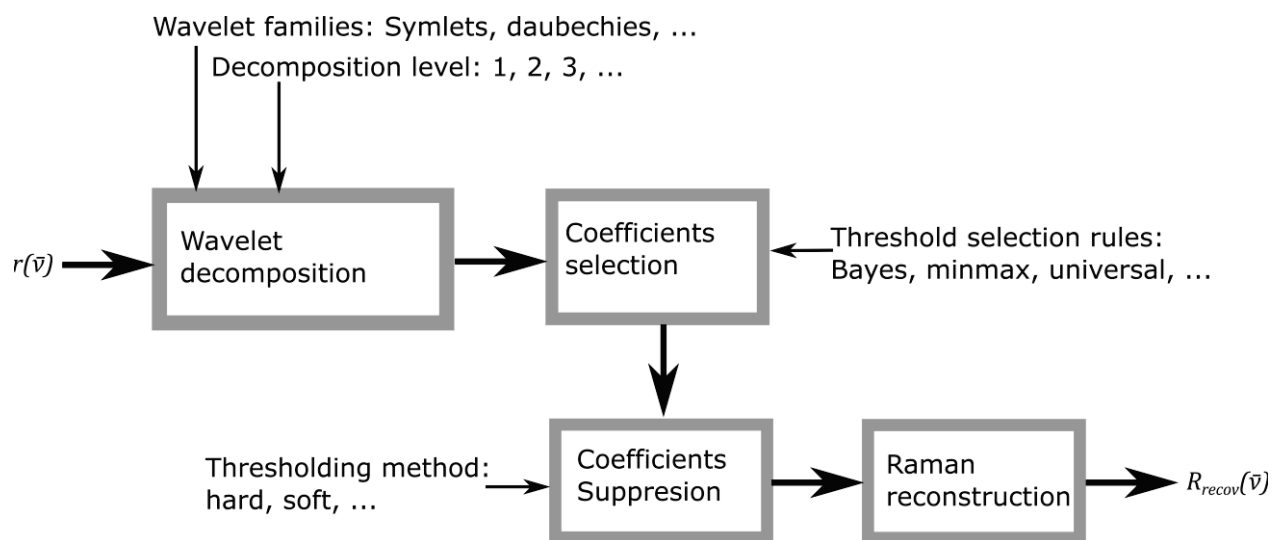 Wavelet families: Symlets, daubechies, ...
Decomposition level: 1, 2, 3, ...
r(ν̄)
Wavelet
decomposition
Coefficients
selection
Threshold selection rules:
Bayes, minmax, universal, ...
Thresholding method:
hard, soft, ...
Coefficients
Suppresion
Raman
reconstruction
R_recov(ν̄)